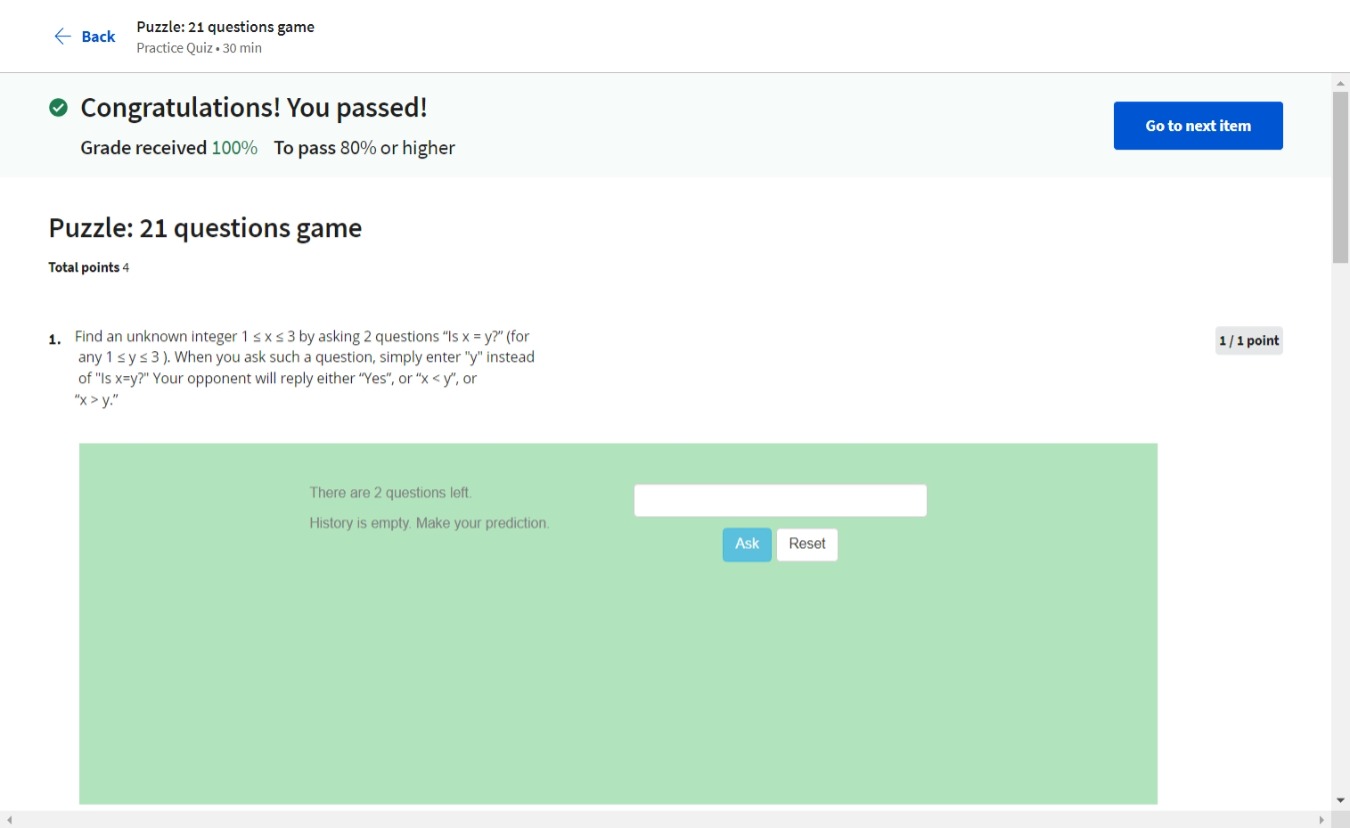 Back
Puzzle: 21 questions game
Practice Quiz • 30 min
Congratulations! You passed!
Grade received 100% To pass 80% or higher
Go to next item
Puzzle: 21 questions game
Total points 4
1. Find an unknown integer 1 ≤ x ≤ 3 by asking 2 questions “Is x = y?” (for
any 1 ≤ y ≤ 3 ). When you ask such a question, simply enter "y" instead
of "Is x=y?" Your opponent will reply either “Yes”, or “x < y”, or
“x > y.”
1 / 1 point
There are 2 questions left.
History is empty. Make your prediction.
Ask
Reset